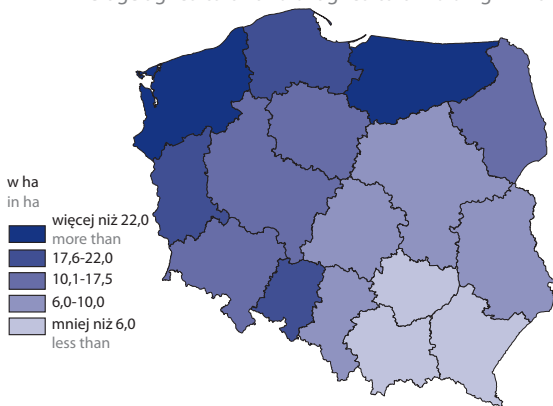 w ha
in ha
więcej niż 22,0
more than
17,6-22,0
10,1-17,5
6,0-10,0
mniej niż 6,0
less than